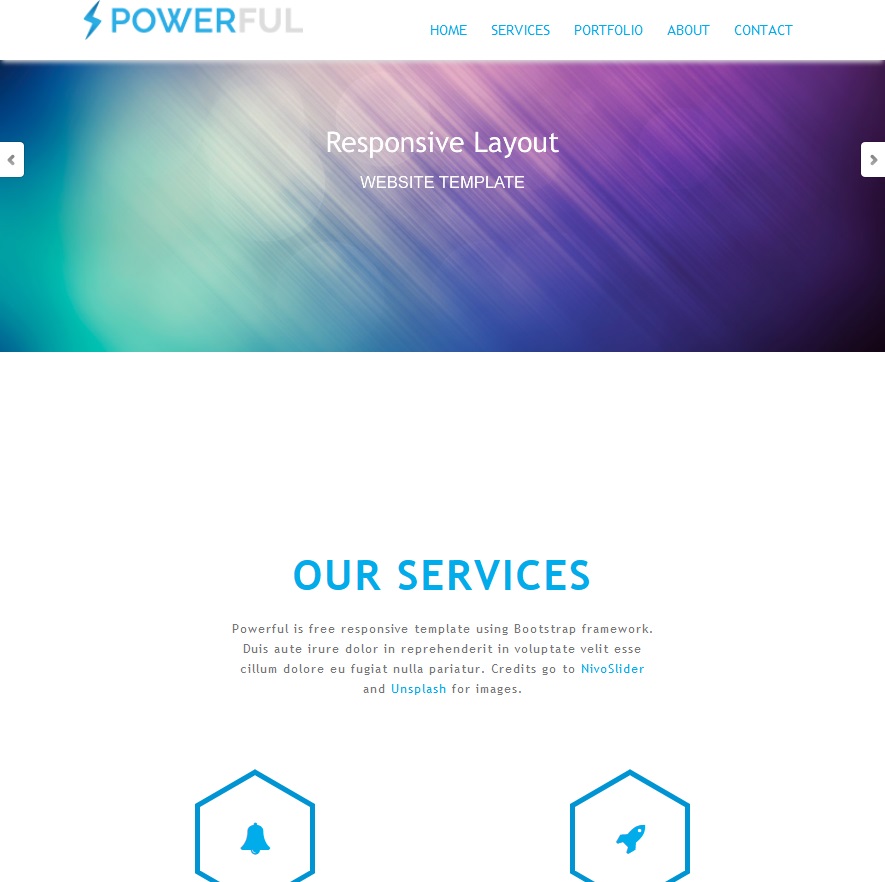 POWERFUL
HOME SERVICES PORTFOLIO ABOUT CONTACT
Responsive Layout
WEBSITE TEMPLATE
OUR SERVICES
Powerful is free responsive template using Bootstrap framework.
Duis aute irure dolor in reprehenderit in voluptate velit esse
cillum dolore eu fugiat nulla pariatur. Credits go to NivoSlider
and Unsplash for images.